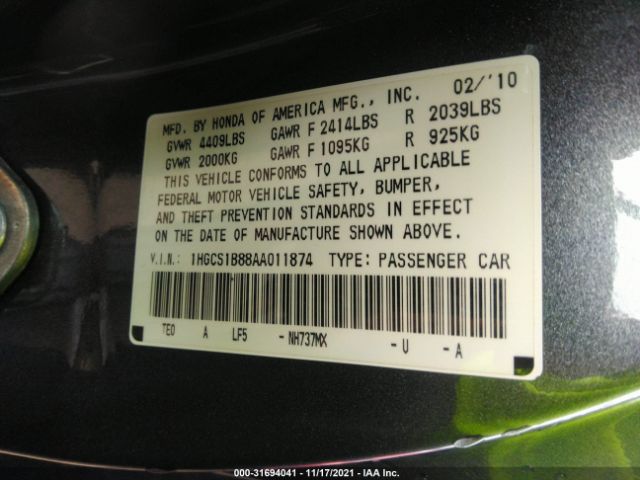 MFD. BY HONDA OF AMERICA MFG., INC. 02/'10
GVWR 4409LBS GAWR F 2414LBS R 2039LBS
GVWR 2000KG GAWR F 1095KG R 925KG
THIS VEHICLE CONFORMS TO ALL APPLICABLE
FEDERAL MOTOR VEHICLE SAFETY, BUMPER,
AND THEFT PREVENTION STANDARDS IN EFFECT
ON THE DATE OF MANUFACTURE SHOWN ABOVE.
V.I.N.: 1HGCS1B88AA011874 TYPE: PASSENGER CAR
TE0 A LF5 -NH737MX -U -A
000-31694041 - 11/17/2021 - IAA Inc.